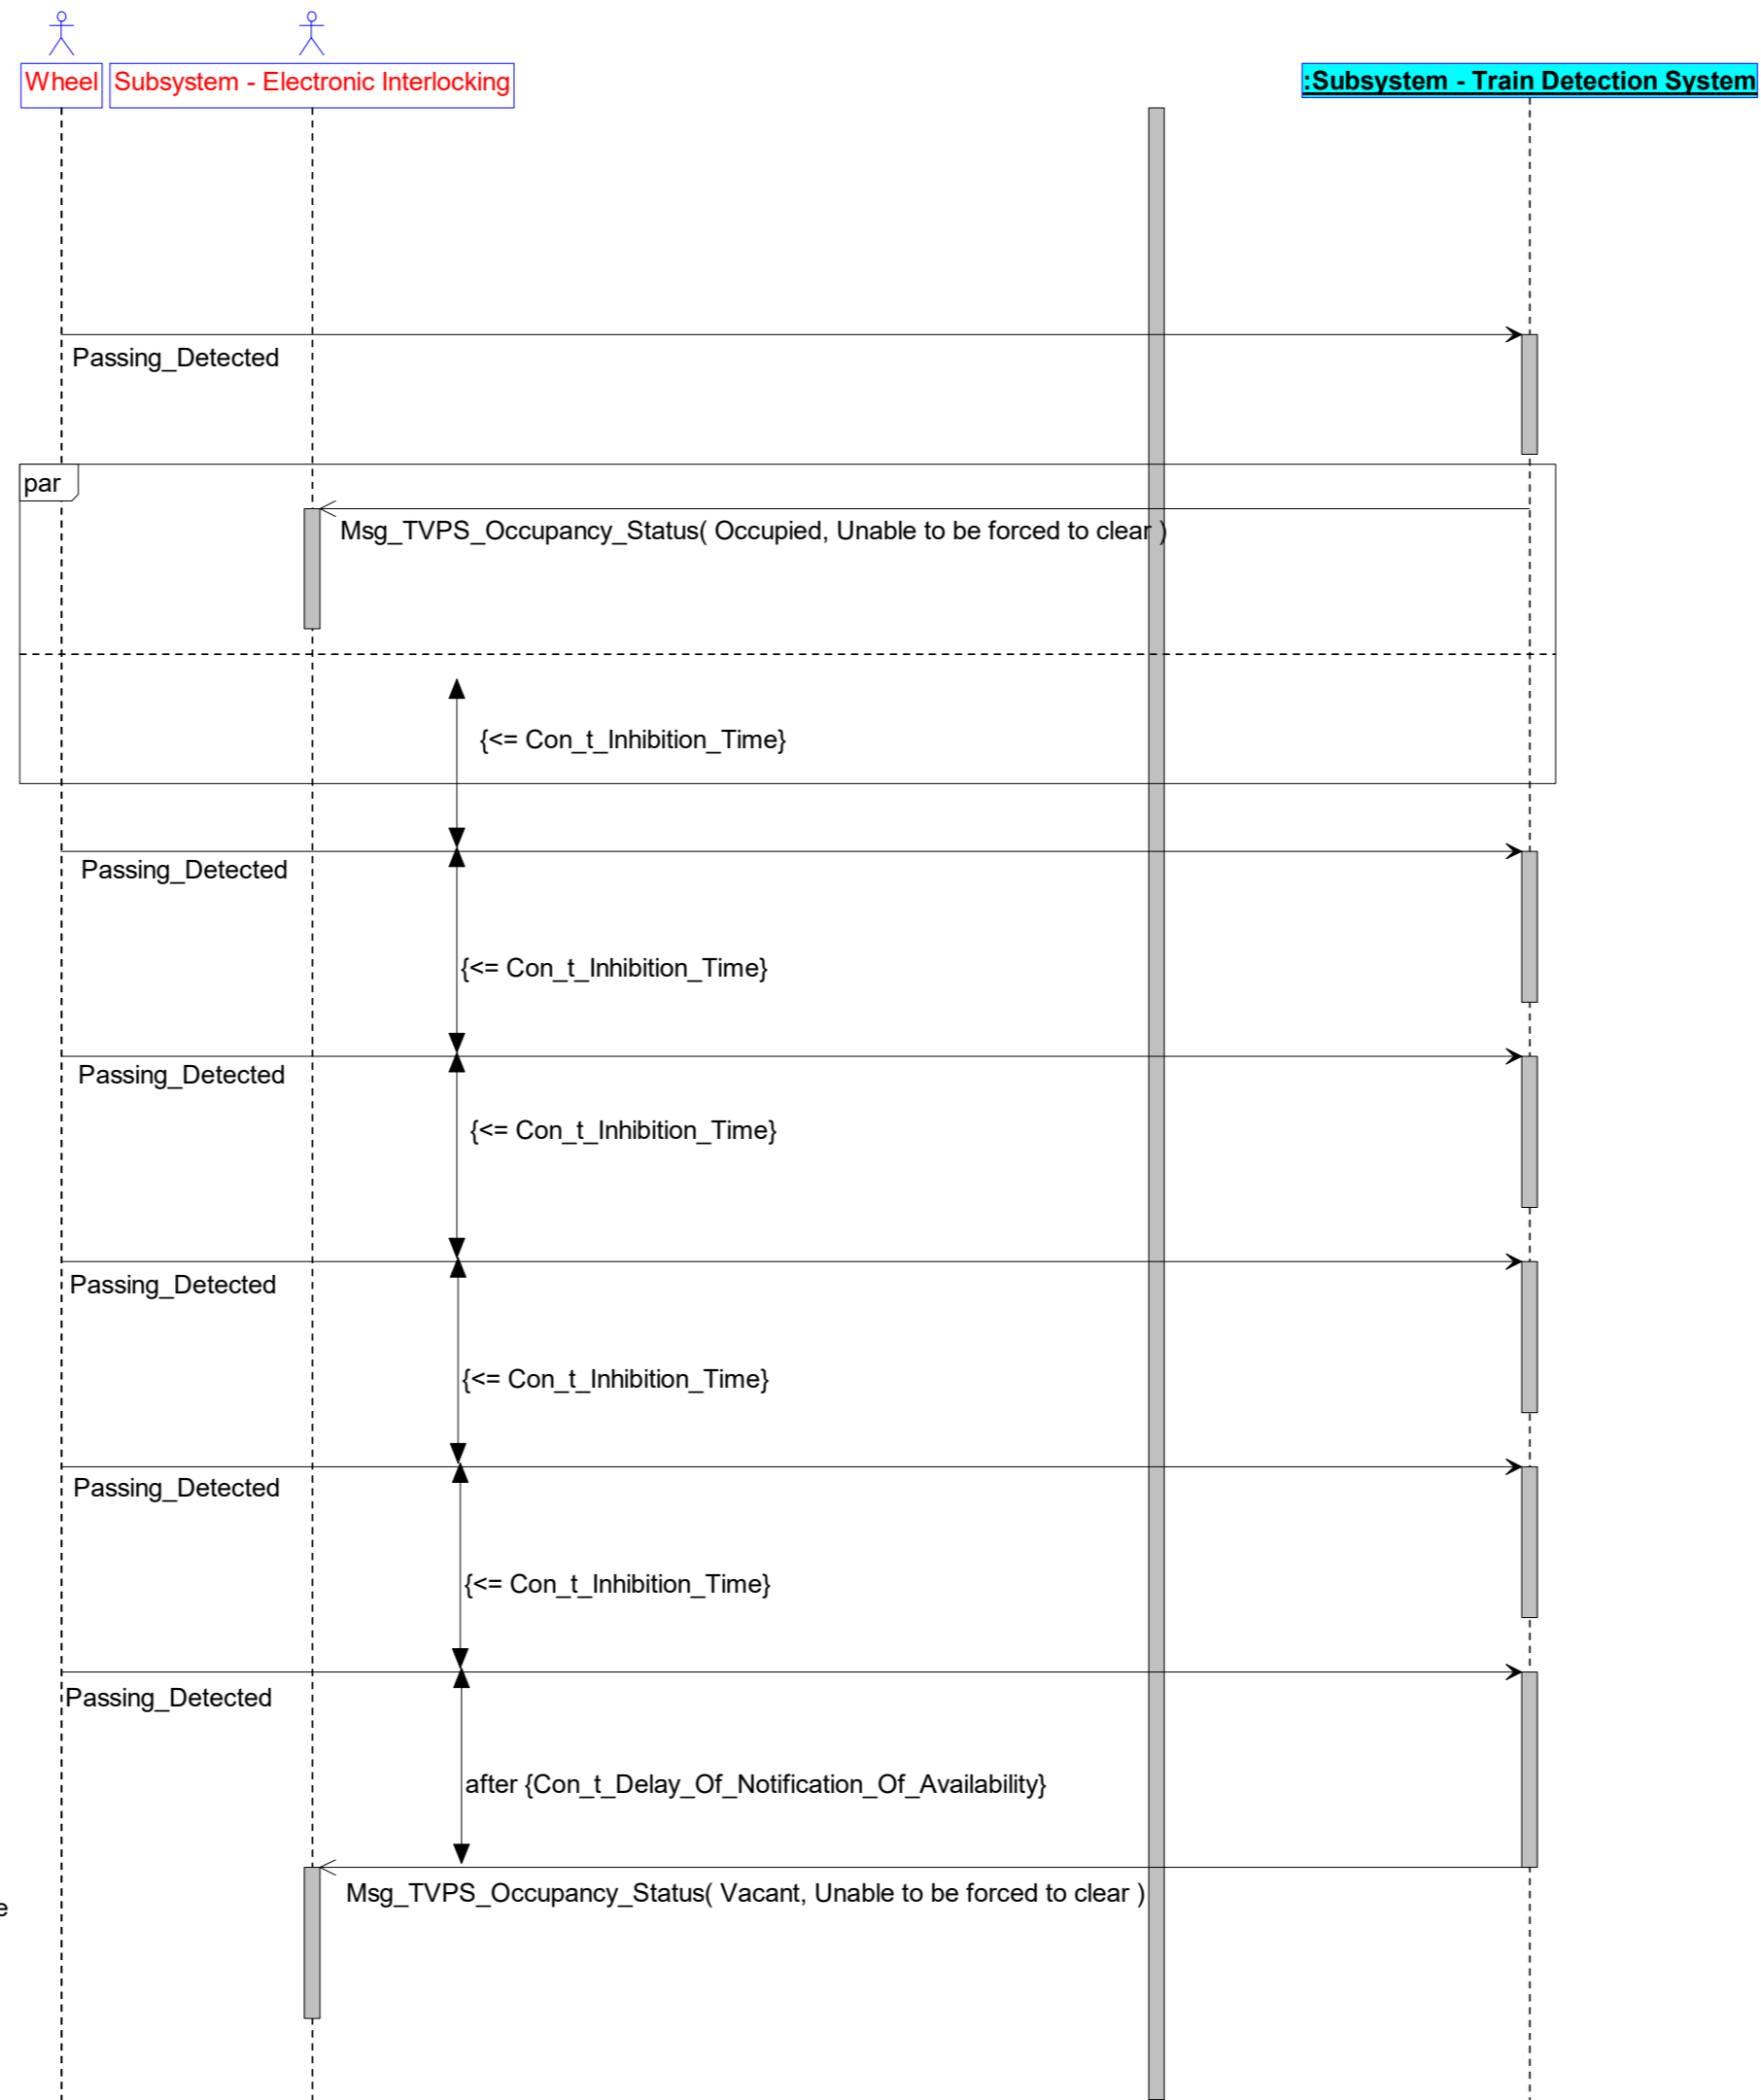 Wheel
Subsystem - Electronic Interlocking
:Subsystem - Train Detection System
Passing_Detected
par
Msg_TVPS_Occupancy_Status( Occupied, Unable to be forced to clear )
{<= Con_t_Inhibition_Time}
Passing_Detected
{<= Con_t_Inhibition_Time}
Passing_Detected
{<= Con_t_Inhibition_Time}
Passing_Detected
{<= Con_t_Inhibition_Time}
Passing_Detected
{<= Con_t_Inhibition_Time}
Passing_Detected
after {Con_t_Delay_Of_Notification_Of_Availability}
Msg_TVPS_Occupancy_Status( Vacant, Unable to be forced to clear )
e